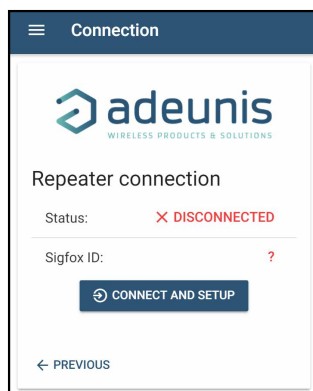 Connection
adeunis
WIRELESS PRODUCTS & SOLUTIONS
Repeater connection
Status: DISCONNECTED
Sigfox ID: ?
CONNECT AND SETUP
PREVIOUS